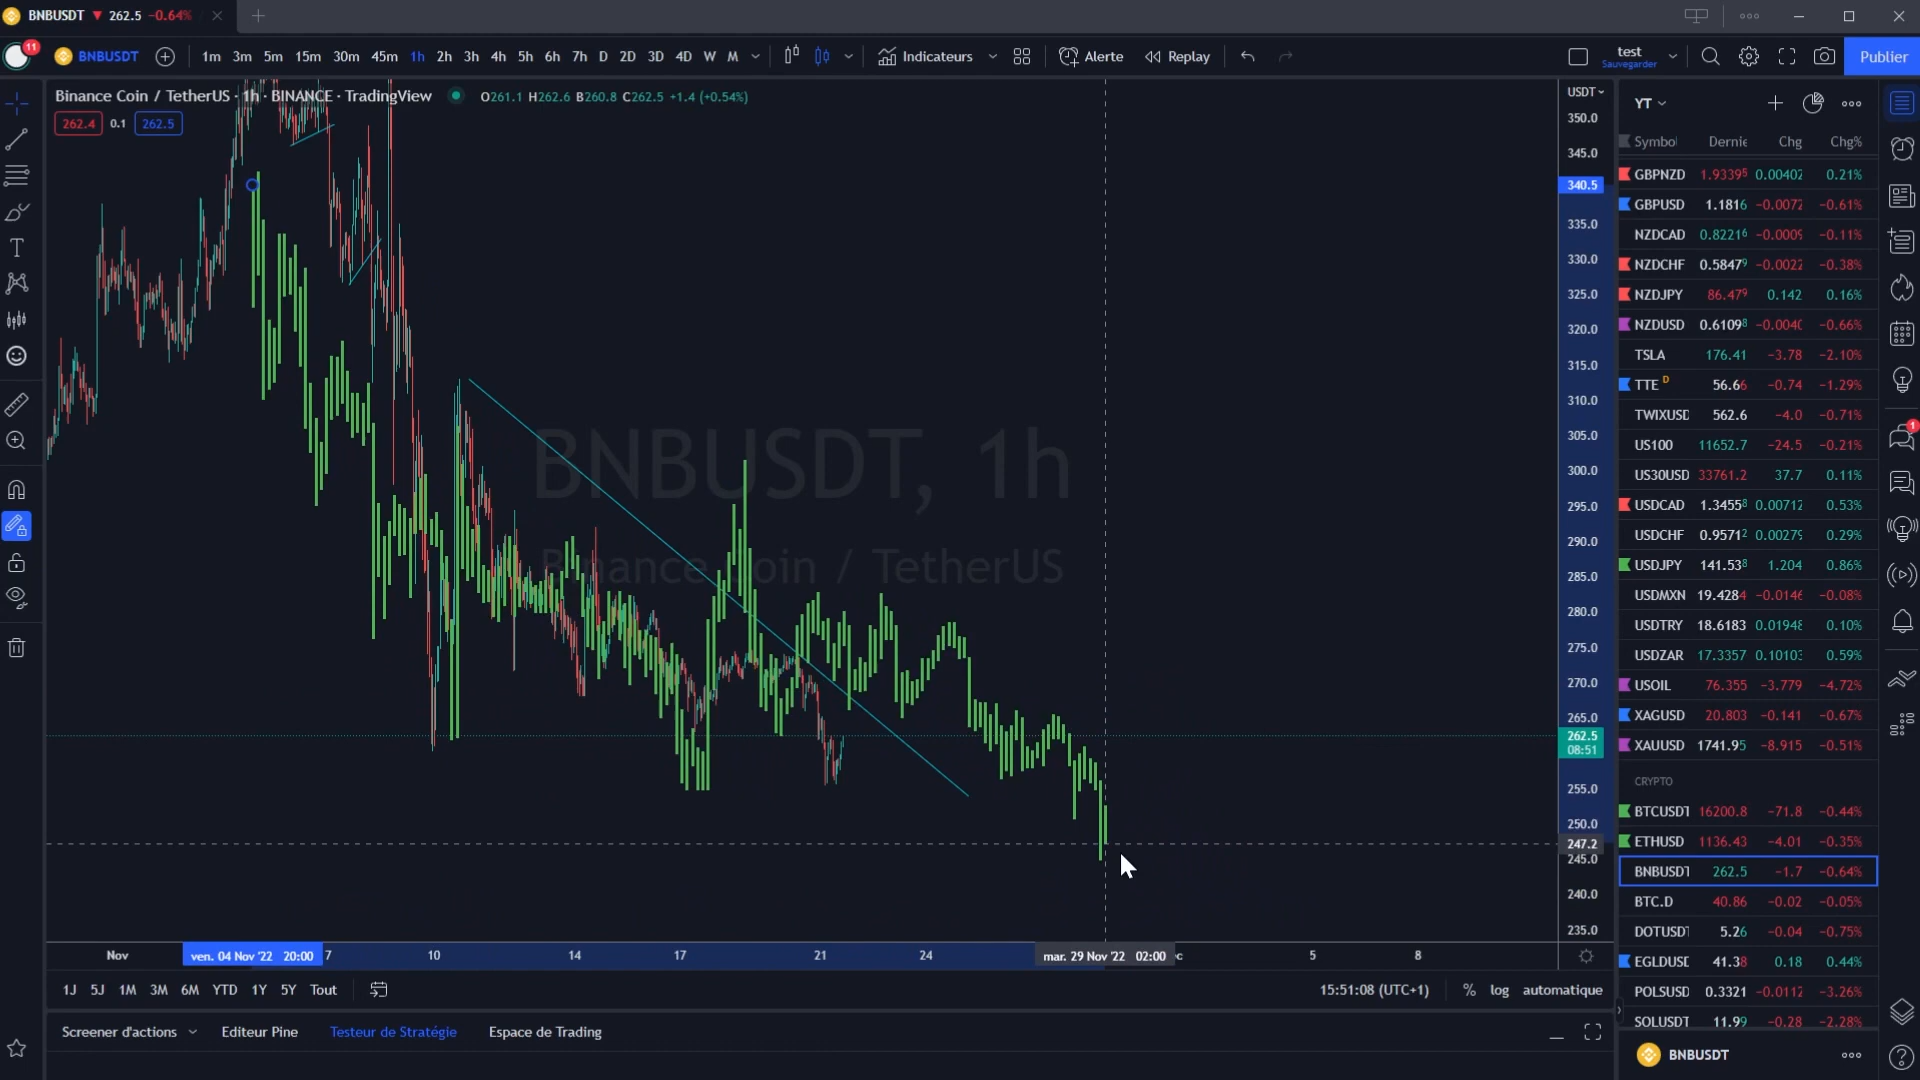 BNBUSDT ▼ 262.5 −0.64%
11
BNBUSDT
1m 3m 5m 15m 30m 45m 1h 2h 3h 4h 5h 6h 7h D 2D 3D 4D W M
Indicateurs
Alerte
Replay
test
Sauvegarder
Publier
Binance Coin / TetherUS · 1h · BINANCE · TradingView
O261.1 H262.6 B260.8 C262.5 +1.4 (+0.54%)
262.4 0.1 262.5
BNBUSDT, 1h
Binance Coin / TetherUS
USDT
350.0
345.0
340.5
335.0
330.0
325.0
320.0
315.0
310.0
305.0
300.0
295.0
290.0
285.0
280.0
275.0
270.0
265.0
262.5
08:51
255.0
250.0
247.2
245.0
240.0
235.0
Nov
ven. 04 Nov '22 20:00
7 10 14 17 21 24
mar. 29 Nov '22 02:00
5 8
1J 5J 1M 3M 6M YTD 1Y 5Y Tout
15:51:08 (UTC+1)
% log automatique
Screener d'actions
Editeur Pine
Testeur de Stratégie
Espace de Trading
YT
Symbol Dernie Chg Chg%
GBPNZD 1.93395 0.00402 0.21%
GBPUSD 1.1816 −0.0072 −0.61%
NZDCAD 0.82216 −0.0009 −0.11%
NZDCHF 0.58479 −0.0022 −0.38%
NZDJPY 86.479 0.142 0.16%
NZDUSD 0.61098 −0.0040 −0.66%
TSLA 176.41 −3.78 −2.10%
TTE D 56.66 −0.74 −1.29%
TWIXUSD 562.6 −4.0 −0.71%
US100 11652.7 −24.5 −0.21%
US30USD 33761.2 37.7 0.11%
USDCAD 1.34558 0.00712 0.53%
USDCHF 0.95712 0.00279 0.29%
USDJPY 141.538 1.204 0.86%
USDMXN 19.4284 −0.0146 −0.08%
USDTRY 18.6183 0.01948 0.10%
USDZAR 17.3357 0.10103 0.59%
USOIL 76.355 −3.779 −4.72%
XAGUSD 20.803 −0.141 −0.67%
XAUUSD 1741.95 −8.915 −0.51%
CRYPTO
BTCUSDT 16200.8 −71.8 −0.44%
ETHUSD 1136.43 −4.01 −0.35%
BNBUSDT 262.5 −1.7 −0.64%
BTC.D 40.86 −0.02 −0.05%
DOTUSDT 5.26 −0.04 −0.75%
EGLDUSD 41.38 0.18 0.44%
POLSUSD 0.3321 −0.0112 −3.26%
SOLUSDT 11.99 −0.28 −2.28%
BNBUSDT
1